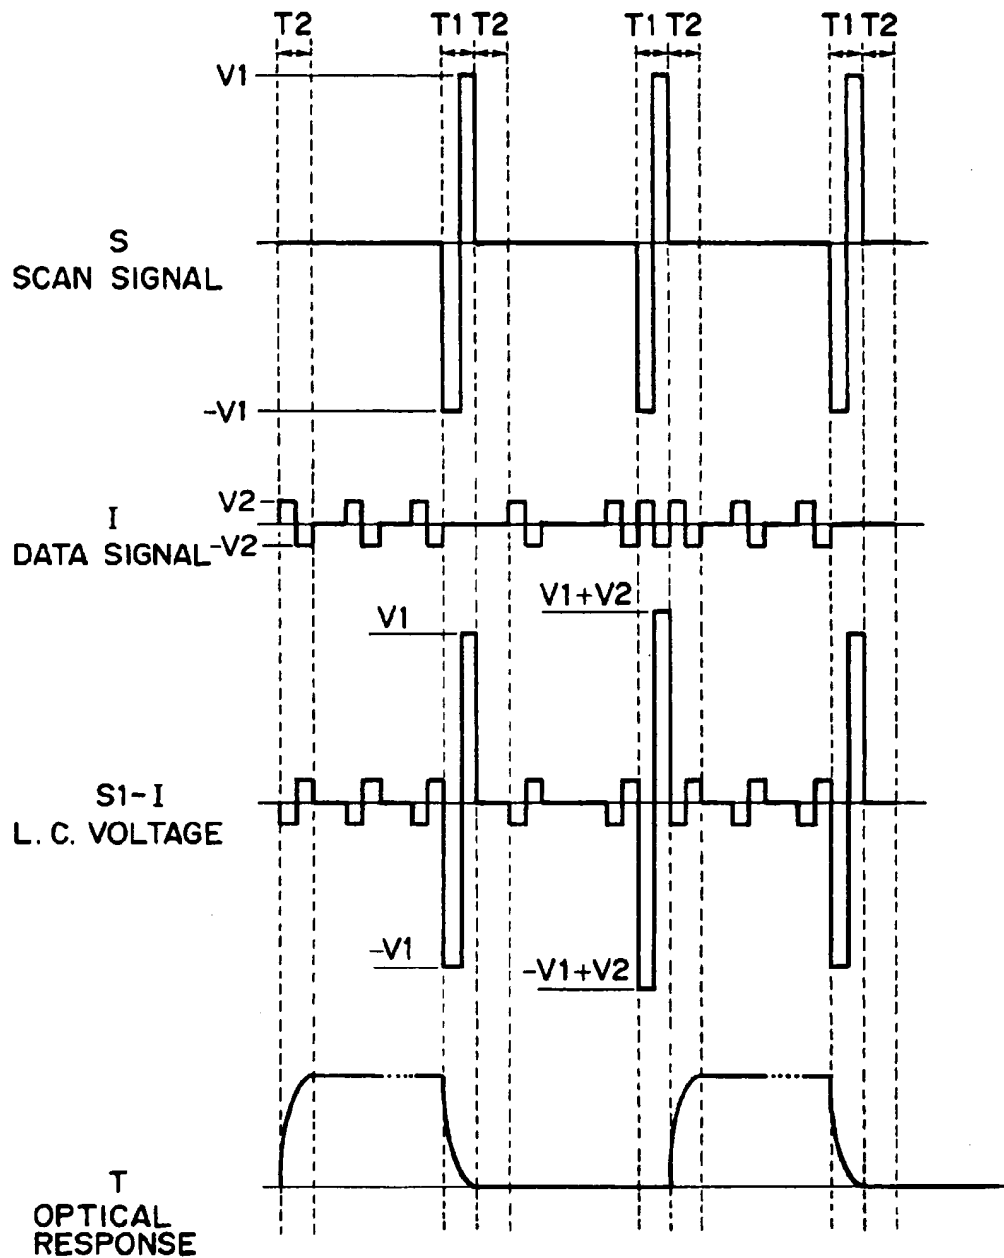 T2 T1 T2 T1 T2 T1 T2
V1
S
SCAN SIGNAL
-V1
V2
I
DATA SIGNAL
-V2
V1
V1+V2
S1-I
L. C. VOLTAGE
-V1
-V1+V2
T
OPTICAL
RESPONSE